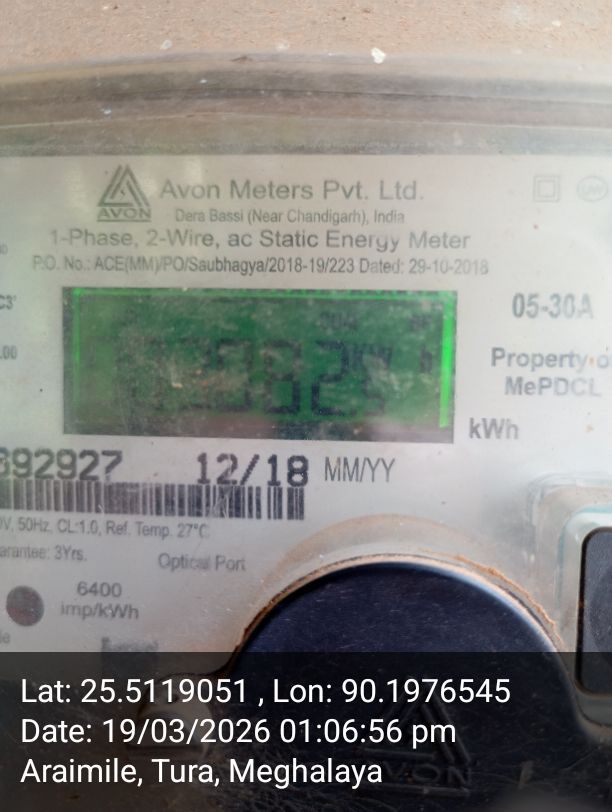 AVON
Avon Meters Pvt. Ltd.
Dera Bassi (Near Chandigarh), India
1-Phase, 2-Wire, ac Static Energy Meter
P.O. No.: ACE(MM)/PO/Saubhagya/2018-19/223 Dated: 29-10-2018
05-30A
Property of
MePDCL
kWh
892927 12/18 MM/YY
50Hz, CL:1.0, Ref. Temp. 27°C
3Yrs.
Optical Port
6400
imp/kWh
Lat: 25.5119051 , Lon: 90.1976545
Date: 19/03/2026 01:06:56 pm
Araimile, Tura, Meghalaya
AVON